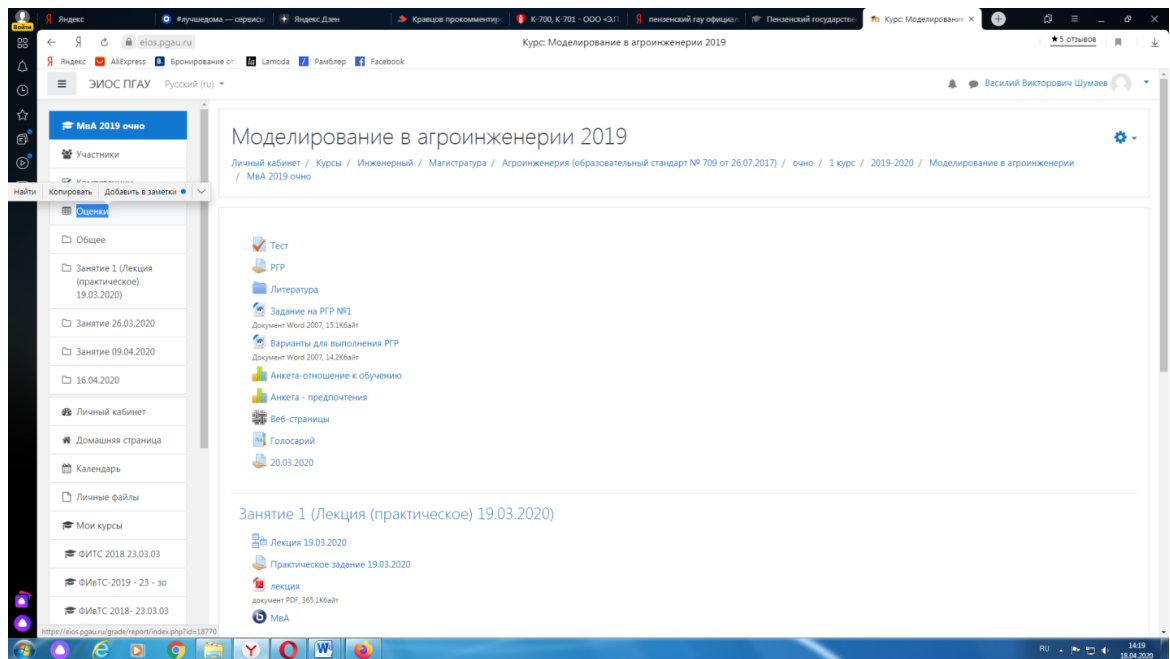 Войти
Яндекс
#лучшедома — сервисы
Яндекс Дзен
Кравцов прокомментиро
К-700, К-701 - ООО «З.П.
пензенский гау официал
Пензенский государстве
Курс: Моделирование
eios.pgau.ru
Курс: Моделирование в агроинженерии 2019
★5 отзывов
Яндекс
AliExpress
Бронирование от
Lamoda
Рамблер
Facebook
ЭИОС ПГАУ
Русский (ru)
Василий Викторович Шумаев
МвА 2019 очно
Участники
Найти
Копировать
Добавить в заметки
Оценки
Общее
Занятие 1 (Лекция
(практическое)
19.03.2020)
Занятие 26.03.2020
Занятие 09.04.2020
16.04.2020
Личный кабинет
Домашняя страница
Календарь
Личные файлы
Мои курсы
ФИТС 2018 23.03.03
ФИвТС-2019 - 23 - зо
ФИвТС 2018- 23.03.03
https://eios.pgau.ru/grade/report/index.php?id=18770
Моделирование в агроинженерии 2019
Личный кабинет / Курсы / Инженерный / Магистратура / Агроинженерия (образовательный стандарт № 709 от 26.07.2017) / очно / 1 курс / 2019-2020 / Моделирование в агроинженерии
/ МвА 2019 очно
Тест
РГР
Литература
Задание на РГР №1
Документ Word 2007, 15.1Кбайт
Варианты для выполнения РГР
Документ Word 2007, 14.2Кбайт
Анкета-отношение к обучению
Анкета - предпочтения
Веб-страницы
Голосарий
20.03.2020
Занятие 1 (Лекция (практическое) 19.03.2020)
Лекция 19.03.2020
Практическое задание 19.03.2020
лекция
документ PDF, 365.1Кбайт
МвА
RU
14:19
18.04.2020